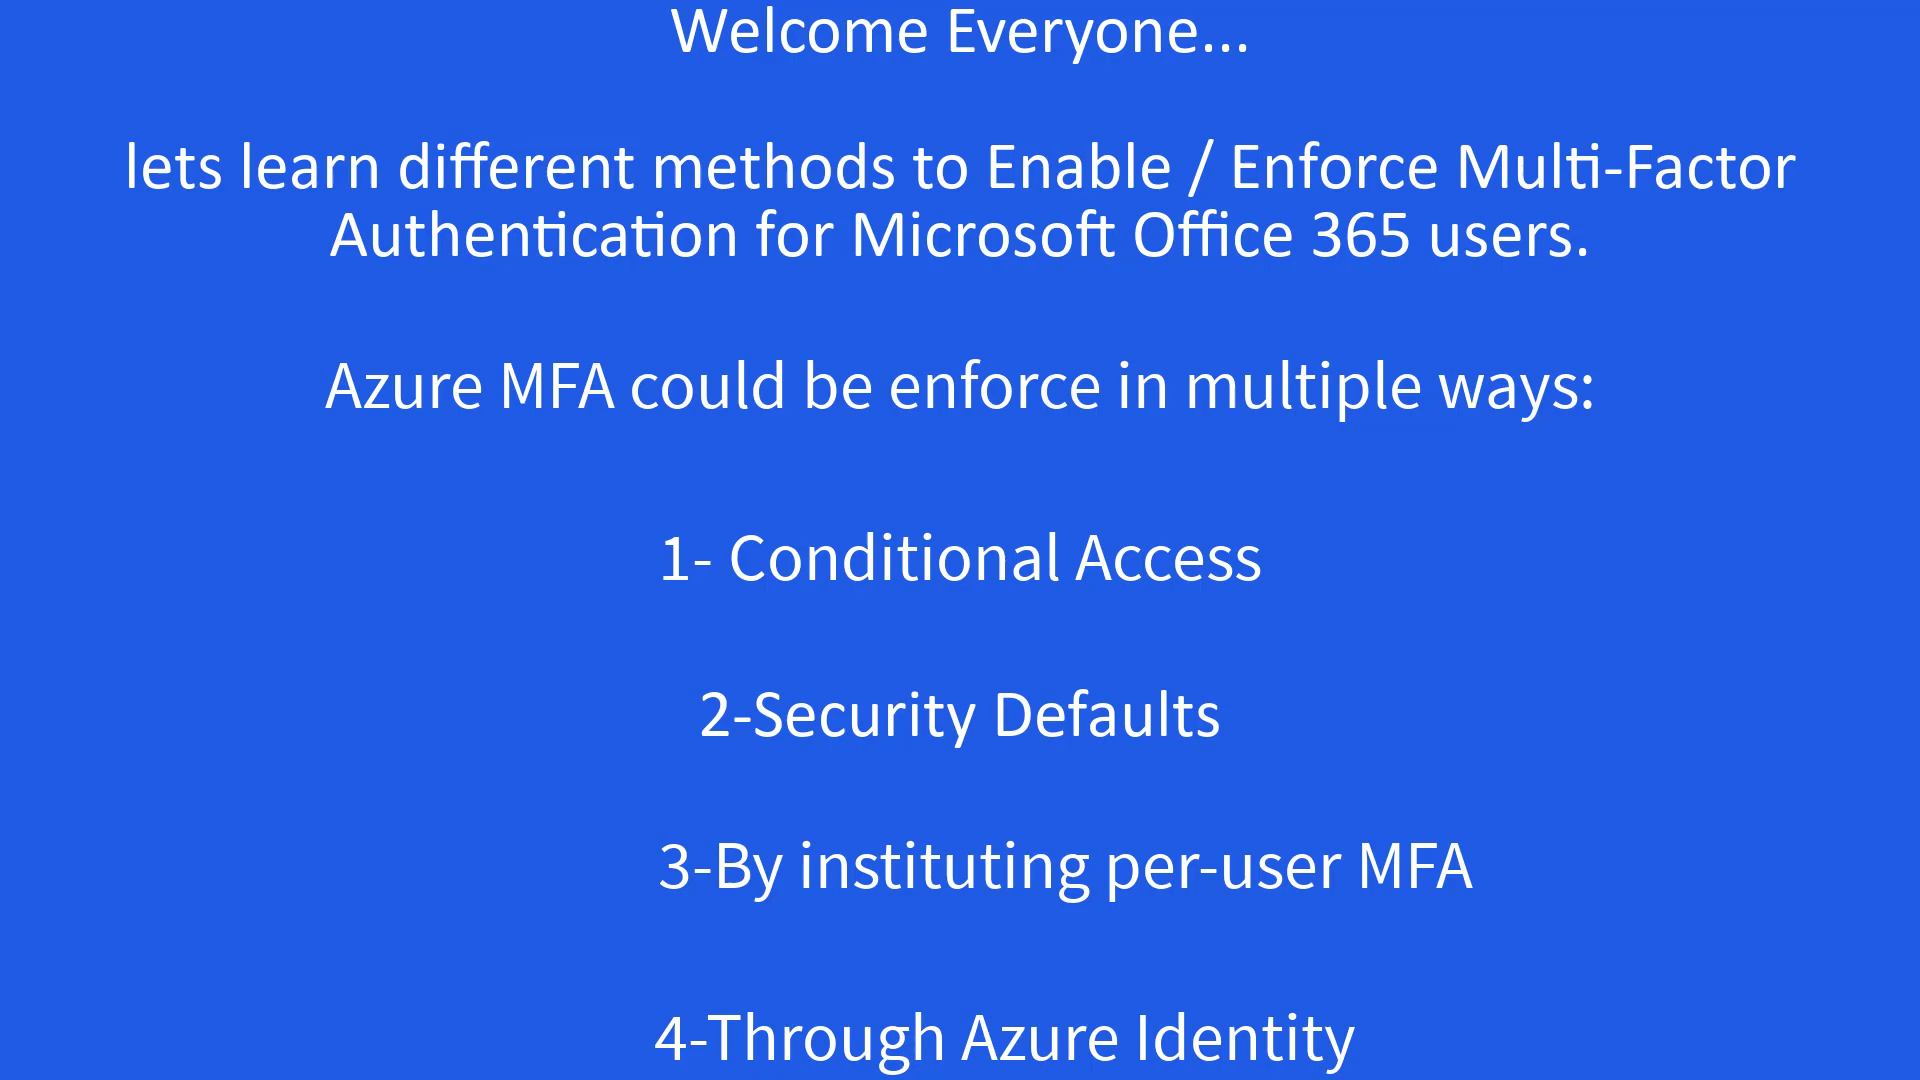 Welcome Everyone...
lets learn different methods to Enable / Enforce Multi-Factor
Authentication for Microsoft Office 365 users.
Azure MFA could be enforce in multiple ways:
1- Conditional Access
2-Security Defaults
3-By instituting per-user MFA
4-Through Azure Identity